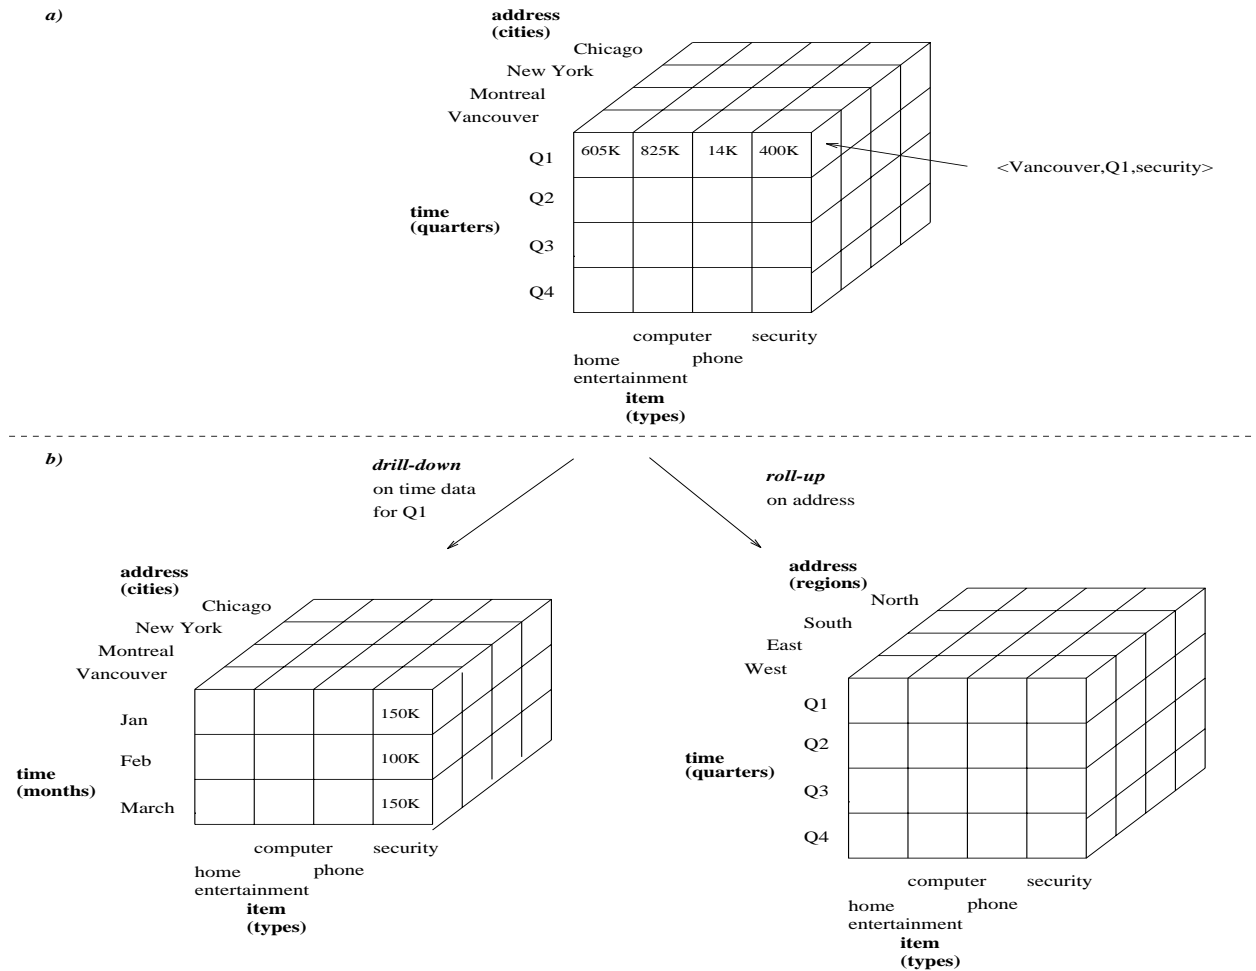 a)
address
(cities)
Chicago
New York
Montreal
Vancouver
Q1
605K
825K
14K
400K
<Vancouver,Q1,security>
Q2
time
(quarters)
Q3
Q4
computer
security
home
phone
entertainment
item
(types)
b)
drill-down
on time data
for Q1
roll-up
on address
address
(cities)
Chicago
New York
Montreal
Vancouver
Jan
150K
Feb
100K
time
(months)
March
150K
computer
security
home
phone
entertainment
item
(types)
address
(regions)
North
South
East
West
Q1
Q2
time
(quarters)
Q3
Q4
computer
security
home
phone
entertainment
item
(types)